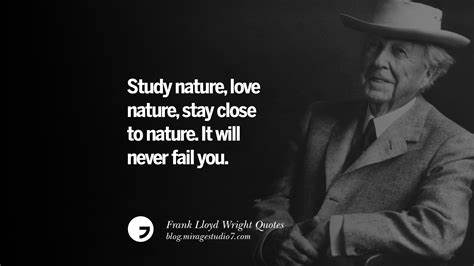 Study nature, love
nature, stay close
to nature. It will
never fail you.
Frank Lloyd Wright Quotes
blog.miragestudio7.com